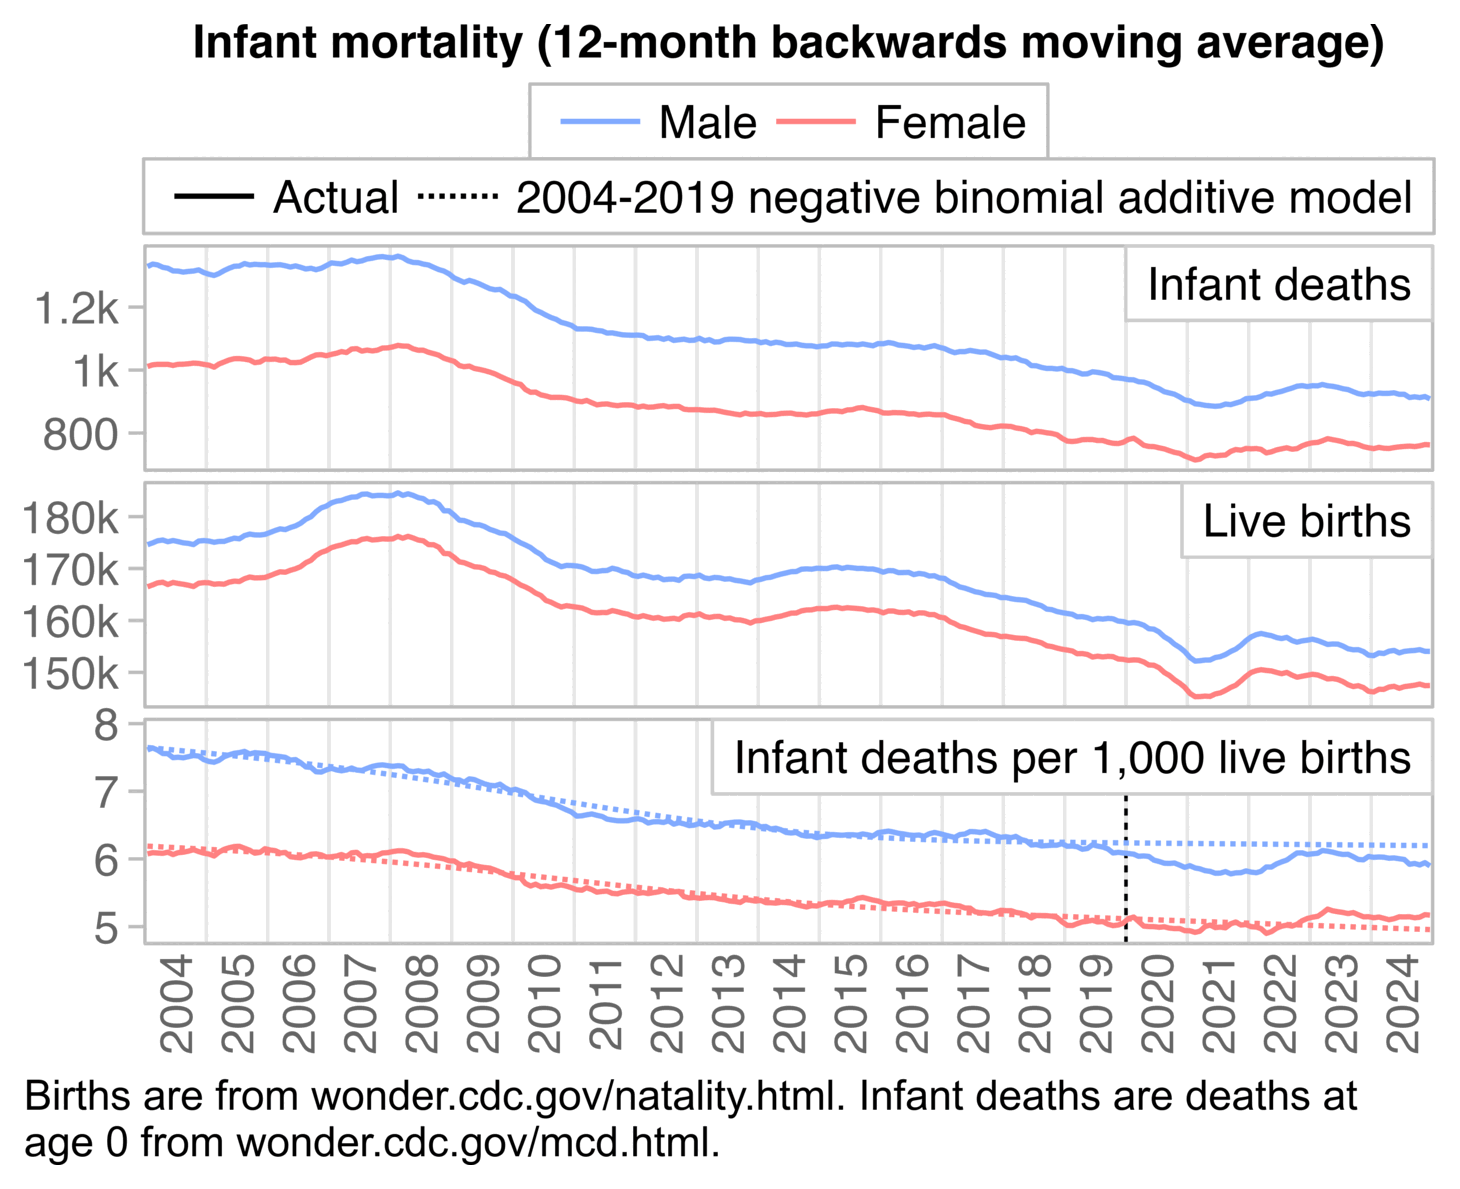 Infant mortality (12-month backwards moving average)
Male Female
Actual 2004-2019 negative binomial additive model
Infant deaths
1.2k
1k
800
Live births
180k
170k
160k
150k
Infant deaths per 1,000 live births
8
7
6
5
2004 2005 2006 2007 2008 2009 2010 2011 2012 2013 2014 2015 2016 2017 2018 2019 2020 2021 2022 2023 2024
Births are from wonder.cdc.gov/natality.html. Infant deaths are deaths at
age 0 from wonder.cdc.gov/mcd.html.